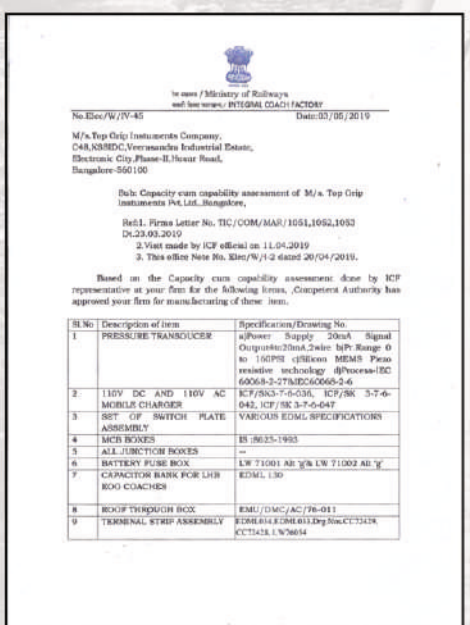 / Ministry of Railways
/ INTEGRAL COACH FACTORY
No.Elec/W/IV-45 Date:03/05/2019
M/s.Top Grip Instuments Company,
C48,KSSIDC,Veerasandra Industrial Estate,
Electronic City,Phase-II,Hosur Road,
Bangalore-560100
Sub: Capacity cum capability assessment of M/s. Top Grip
Instuments Pvt.Ltd.,Bangalore,
Ref:1. Firms Letter No. TIC/COM/MAR/1051,1052,1053
Dt.23.03.2019
2.Visit made by ICF official on 11.04.2019
3. This office Note No. Elec/W/I-2 dated 20/04/2019.
Based on the Capacity cum capability assessment done by ICF
representative at your firm for the following items, ,Competent Authority has
approved your firm for manufacturing of these item.
Sl.No Description of item Specification/Drawing No.
1 PRESSURE TRANSDUCER a)Power Supply 20mA Signal
Output4to20mA,2wire b)Pr.Range 0
to 160PSI c)Silicon MEMS Piezo
resistive technology d)Process-IEC
60068-2-27&IEC60068-2-6
2 110V DC AND 110V AC ICF/SK3-7-6-036, ICF/SK 3-7-6-
MOBILE CHARGER 042, ICF/SK 3-7-6-047
3 SET OF SWITCH PLATE VARIOUS EDML SPECIFICATIONS
ASSEMBLY
4 MCB BOXES IS :8623-1993
5 ALL JUNCTION BOXES --
6 BATTERY FUSE BOX LW 71001 Alt 'g'& LW 71002 Alt 'g'
7 CAPACITOR BANK FOR LHB EDML 130
EOG COACHES
8 ROOF THROUGH BOX EMU/DMC/AC/76-011
9 TERMINAL STRIP ASSEMBLY EDML034,EDML033,Drg.Nos.CC72429,
CC72428, LW76054